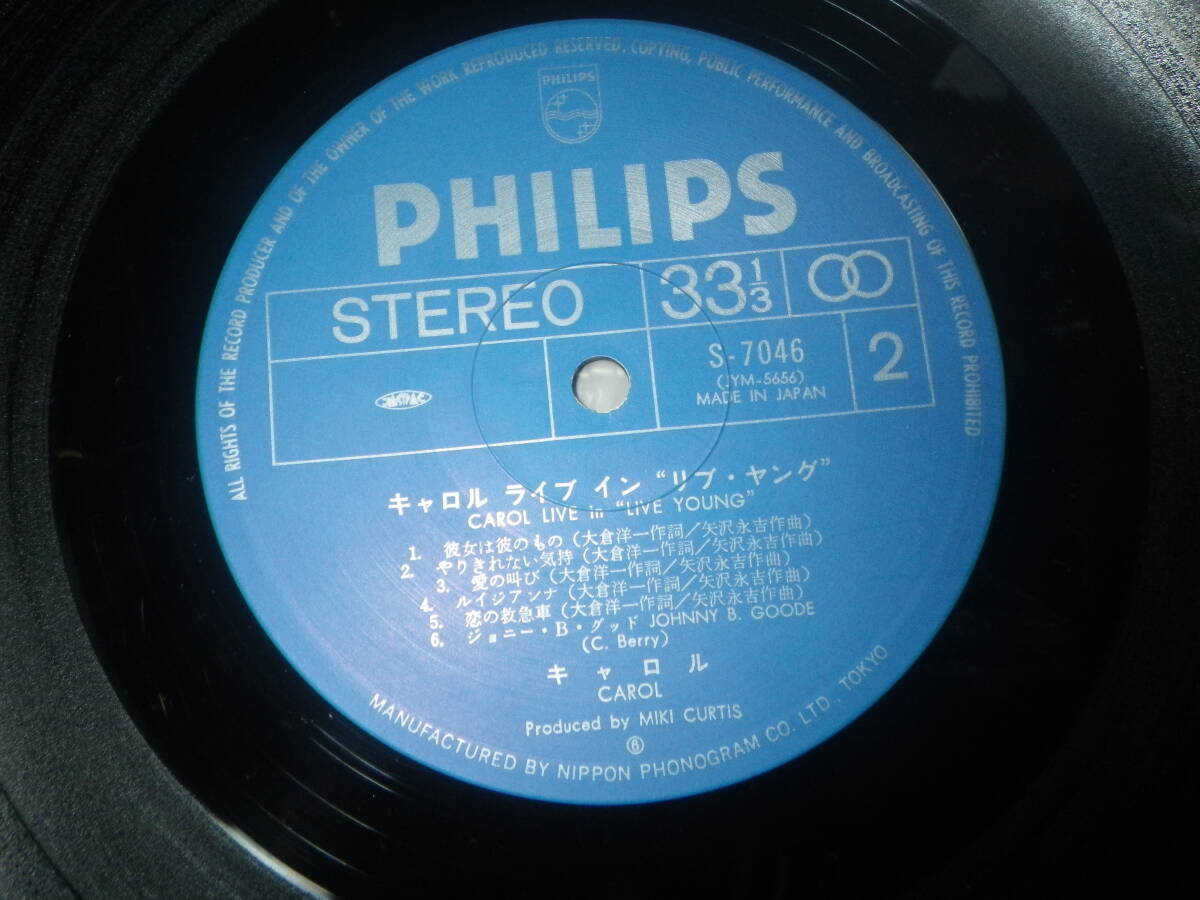 ALL RIGHTS OF THE RECORD PRODUCER AND OF THE OWNER OF THE WORK REPRODUCED RESERVED. COPYING, PUBLIC PERFORMANCE AND BROADCASTING OF THIS RECORD PROHIBITED
PHILIPS
PHILIPS
STEREO
33 1/3
S-7046
(JYM-5656)
MADE IN JAPAN
2
JASRAC
キャロル ライブ イン “リブ・ヤング”
CAROL LIVE in “LIVE YOUNG”
1. 彼女は彼のもの (大倉洋一作詞/矢沢永吉作曲)
2. やりきれない気持 (大倉洋一作詞/矢沢永吉作曲)
3. 愛の叫び (大倉洋一作詞/矢沢永吉作曲)
4. ルイジアンナ (大倉洋一作詞/矢沢永吉作曲)
5. 恋の救急車 (大倉洋一作詞/矢沢永吉作曲)
6. ジョニー・B・グッド JOHNNY B. GOODE
(C. Berry)
キャロル
CAROL
Produced by MIKI CURTIS
Ⓟ
MANUFACTURED BY NIPPON PHONOGRAM CO. LTD., TOKYO